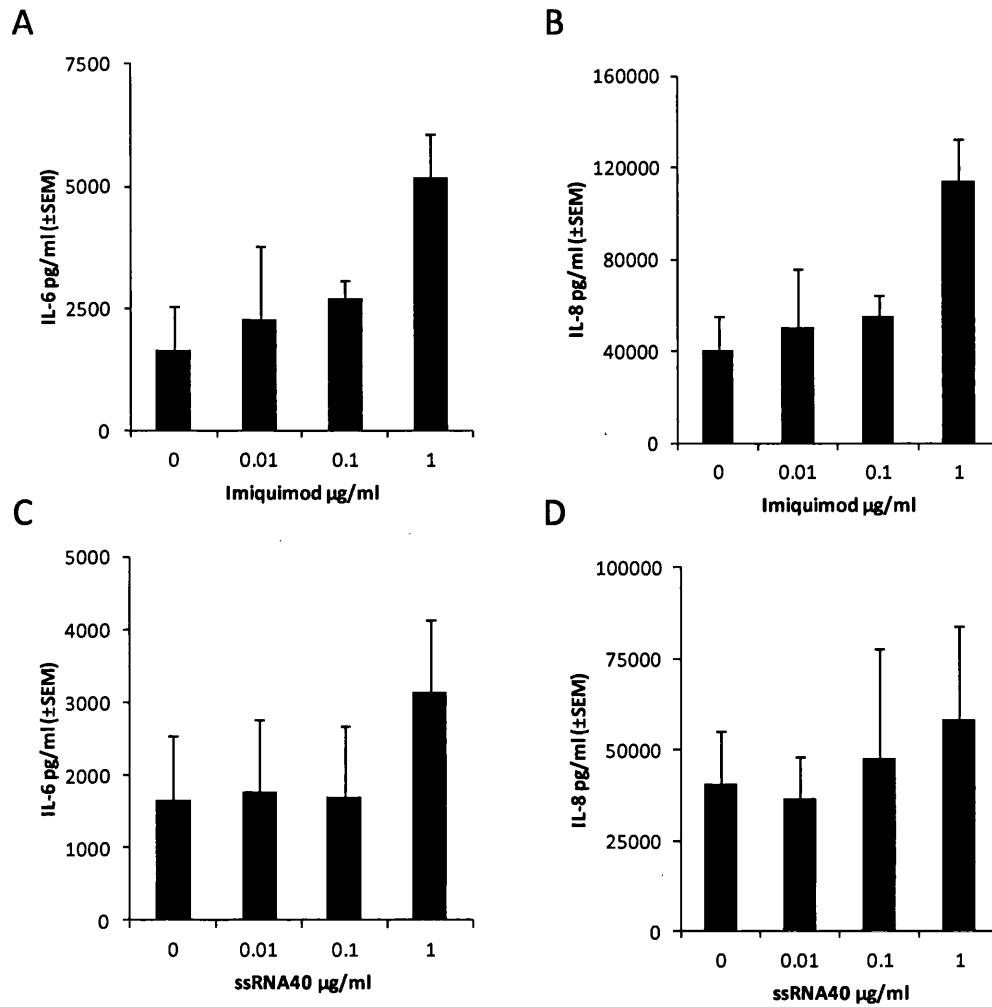 A
7500
5000
2500
0
IL-6 pg/ml (±SEM)
0 0.01 0.1 1
Imiquimod µg/ml
B
160000
120000
80000
40000
0
IL-8 pg/ml (±SEM)
0 0.01 0.1 1
Imiquimod µg/ml
C
5000
4000
3000
2000
1000
0
IL-6 pg/ml (±SEM)
0 0.01 0.1 1
ssRNA40 µg/ml
D
100000
75000
50000
25000
0
IL-8 pg/ml (±SEM)
0 0.01 0.1 1
ssRNA40 µg/ml